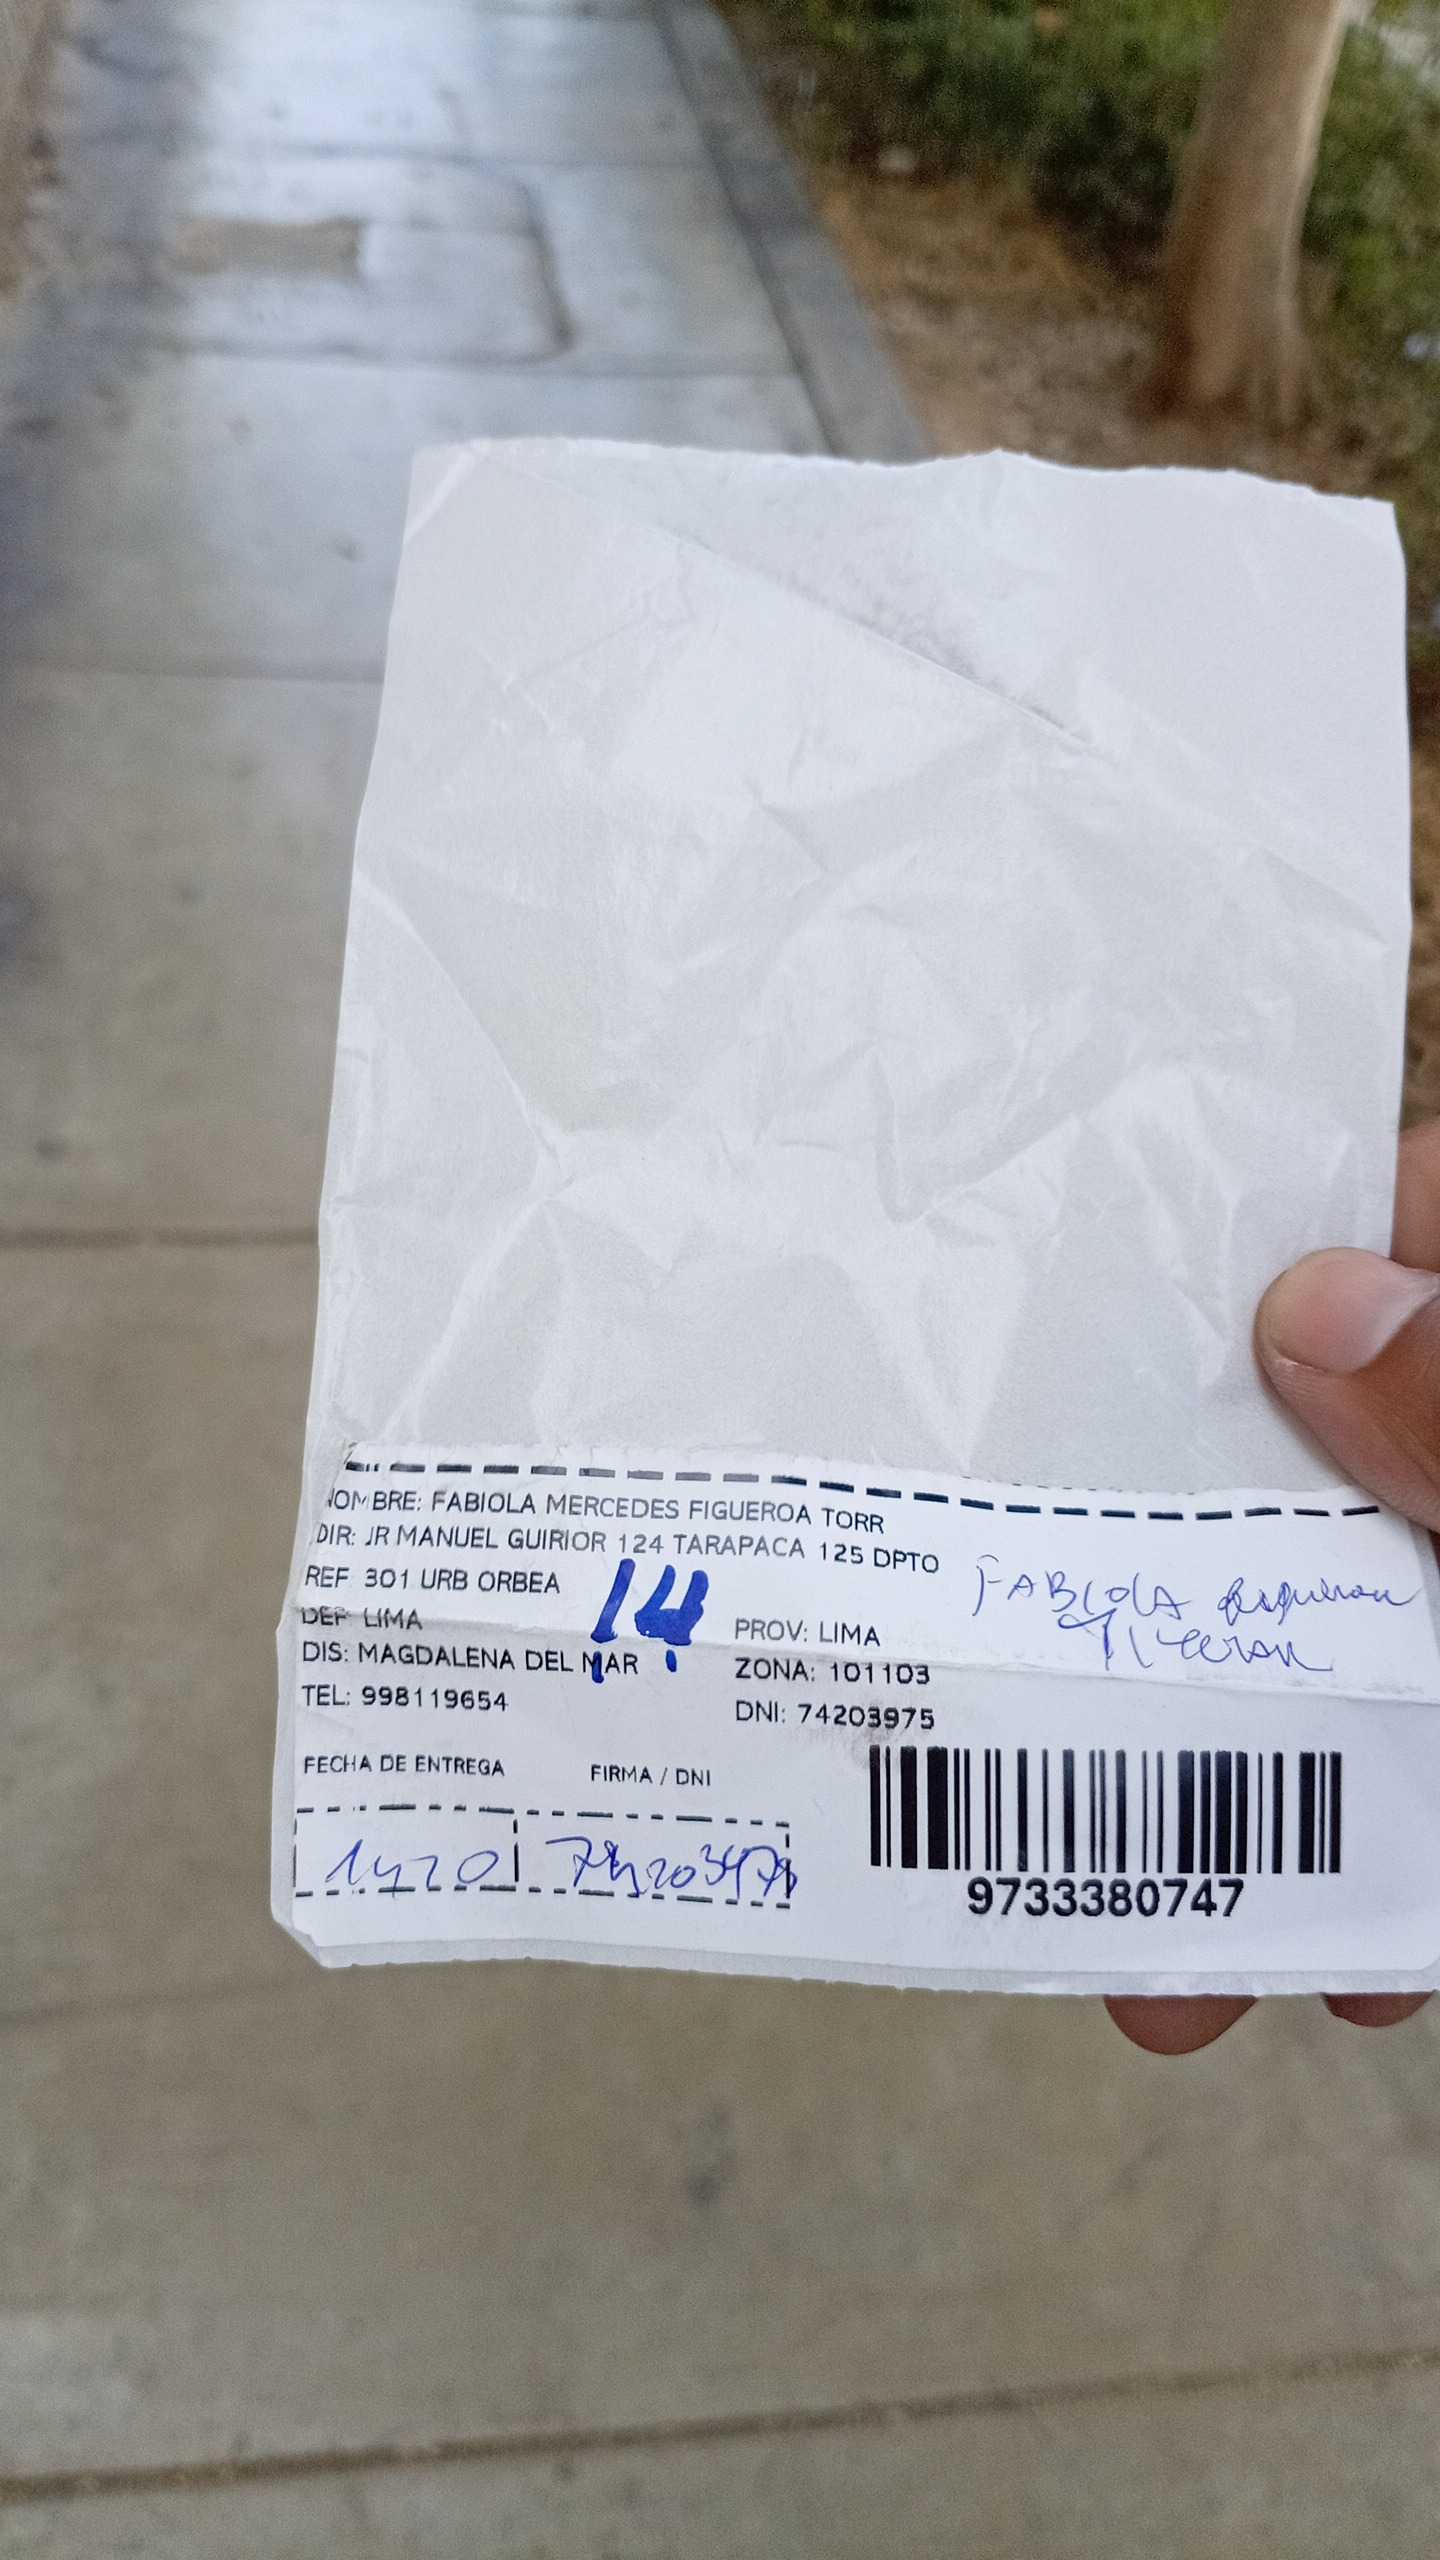 NOMBRE: FABIOLA MERCEDES FIGUEROA TORR
DIR: JR MANUEL GUIRIOR 124 TARAPACA 125 DPTO
REF 301 URB ORBEA
14
FABIOLA
DEP LIMA
PROV: LIMA
DIS: MAGDALENA DEL MAR
ZONA: 101103
TEL: 998119654
DNI: 74203975
FECHA DE ENTREGA
FIRMA / DNI
1420
9733380747